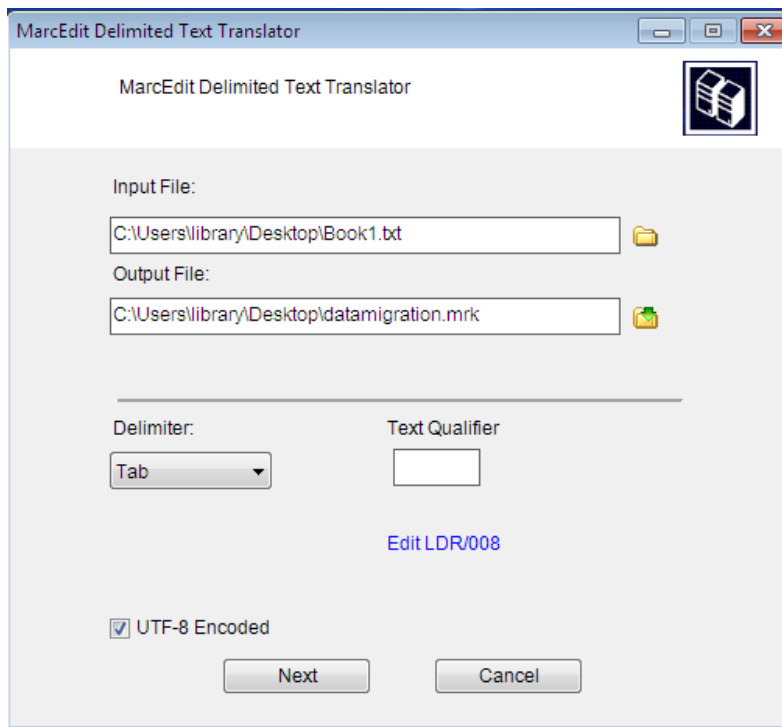 MarcEdit Delimited Text Translator
MarcEdit Delimited Text Translator
Input File:
C:\Users\library\Desktop\Book1.txt
Output File:
C:\Users\library\Desktop\datamigration.mrk
Delimiter: Text Qualifier
Tab
Edit LDR/008
UTF-8 Encoded
Next Cancel